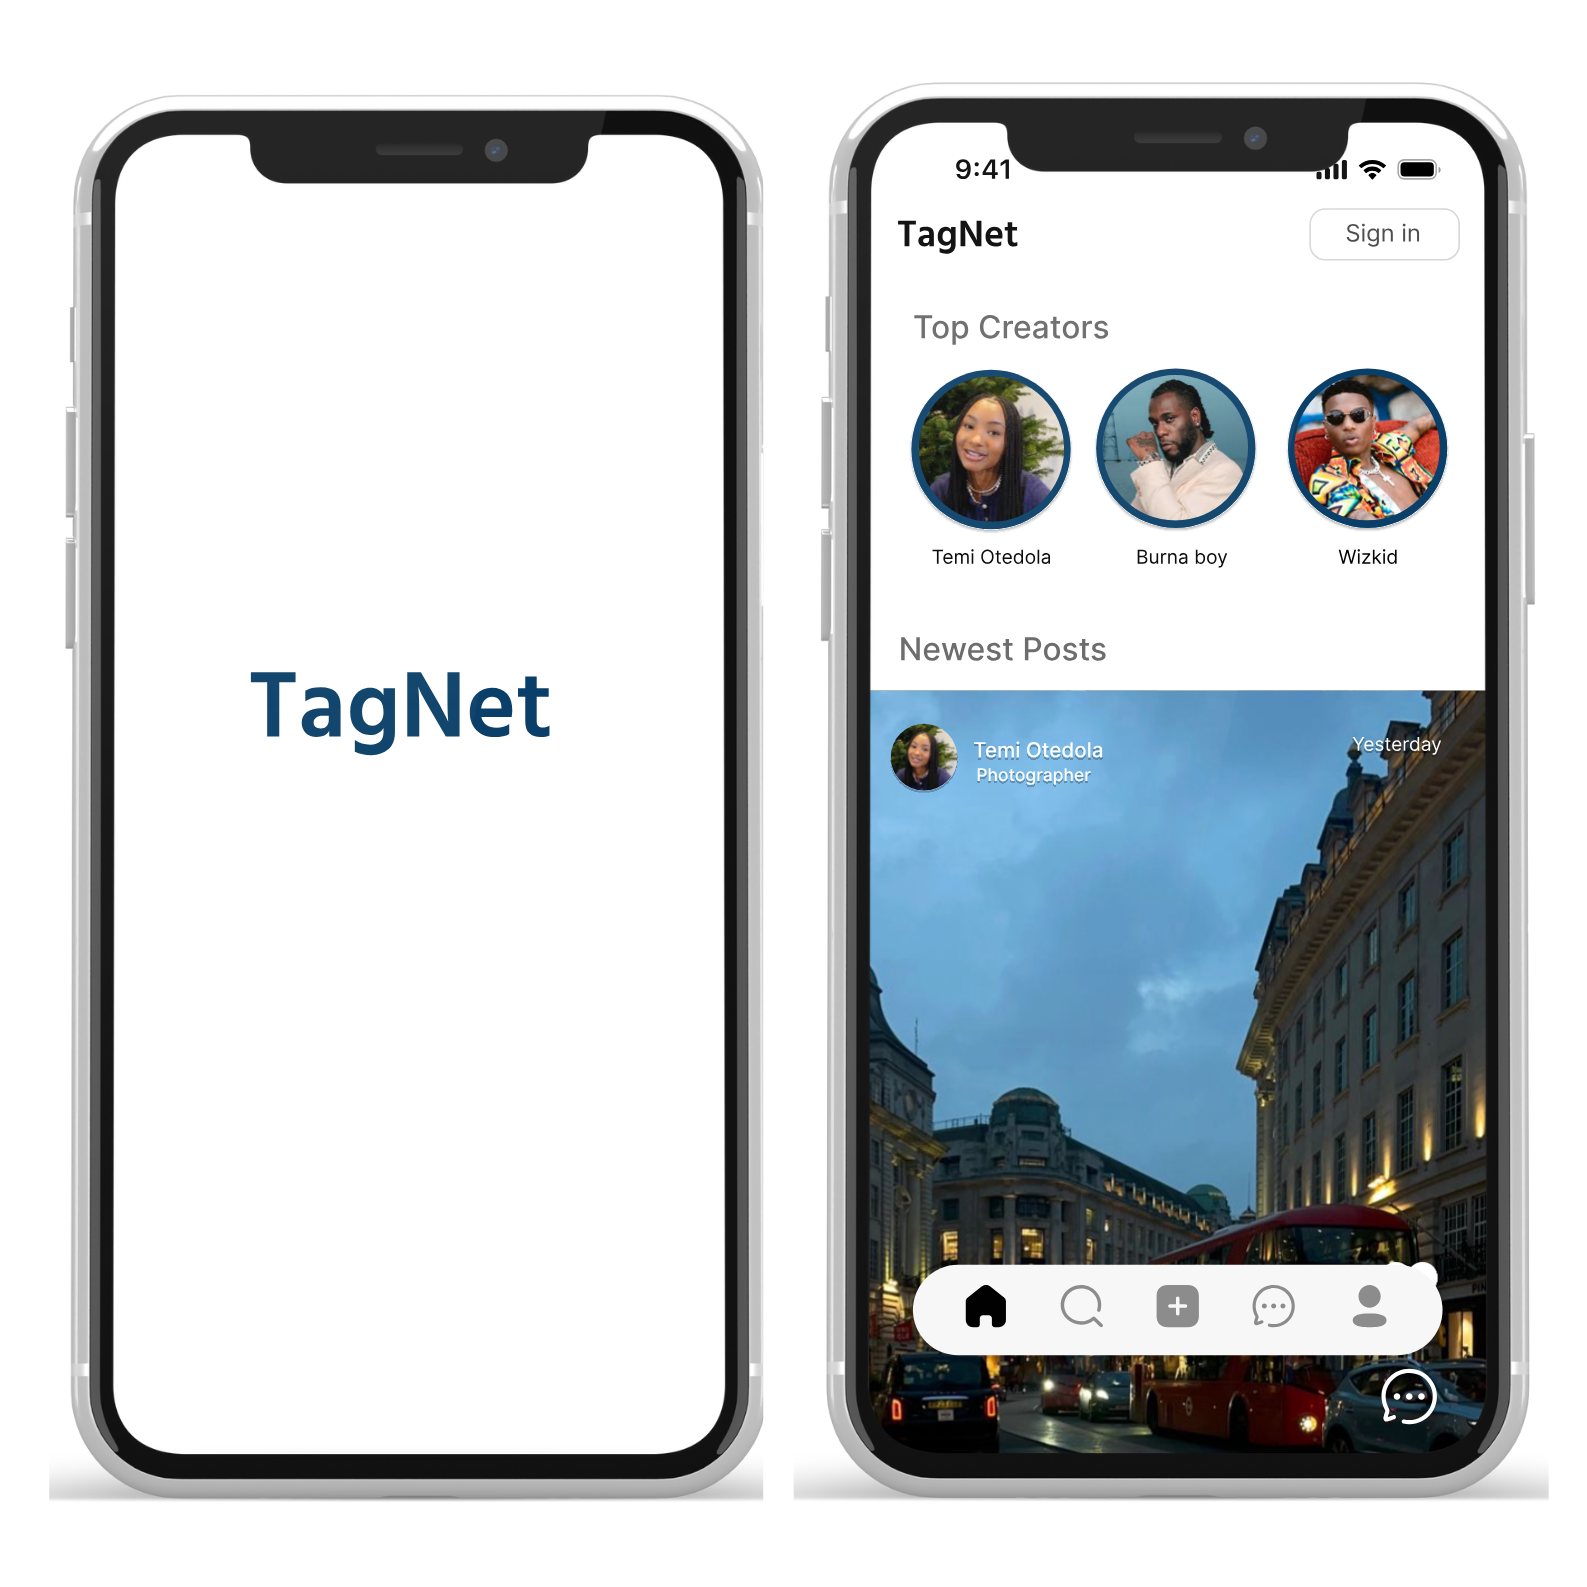 TagNet
9:41
TagNet
Sign in
Top Creators
Temi Otedola
Burna boy
Wizkid
Newest Posts
Temi Otedola
Photographer
Yesterday